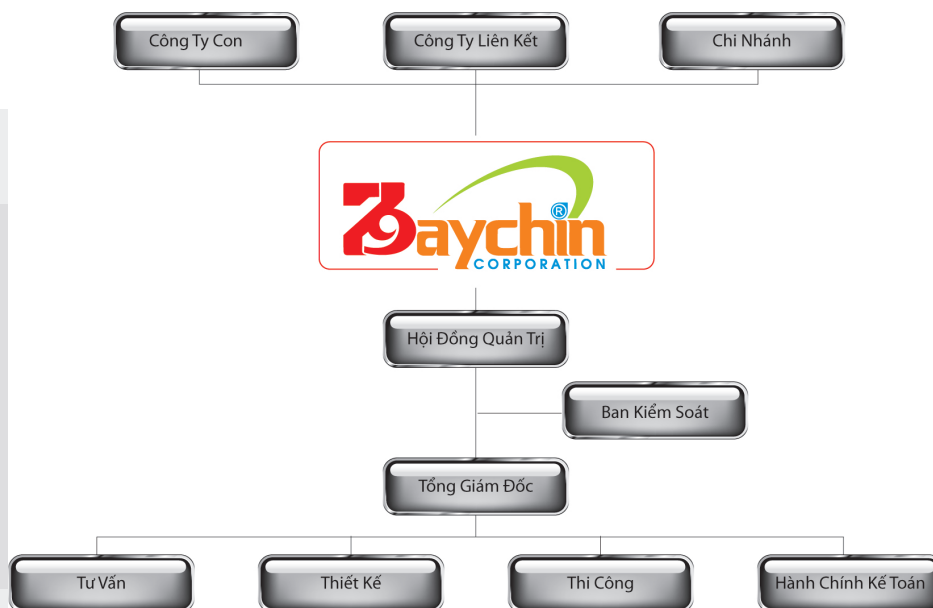 Công Ty Con
Công Ty Liên Kết
Chi Nhánh
79aychin ®
CORPORATION
Hội Đồng Quản Trị
Ban Kiểm Soát
Tổng Giám Đốc
Tư Vấn
Thiết Kế
Thi Công
Hành Chính Kế Toán